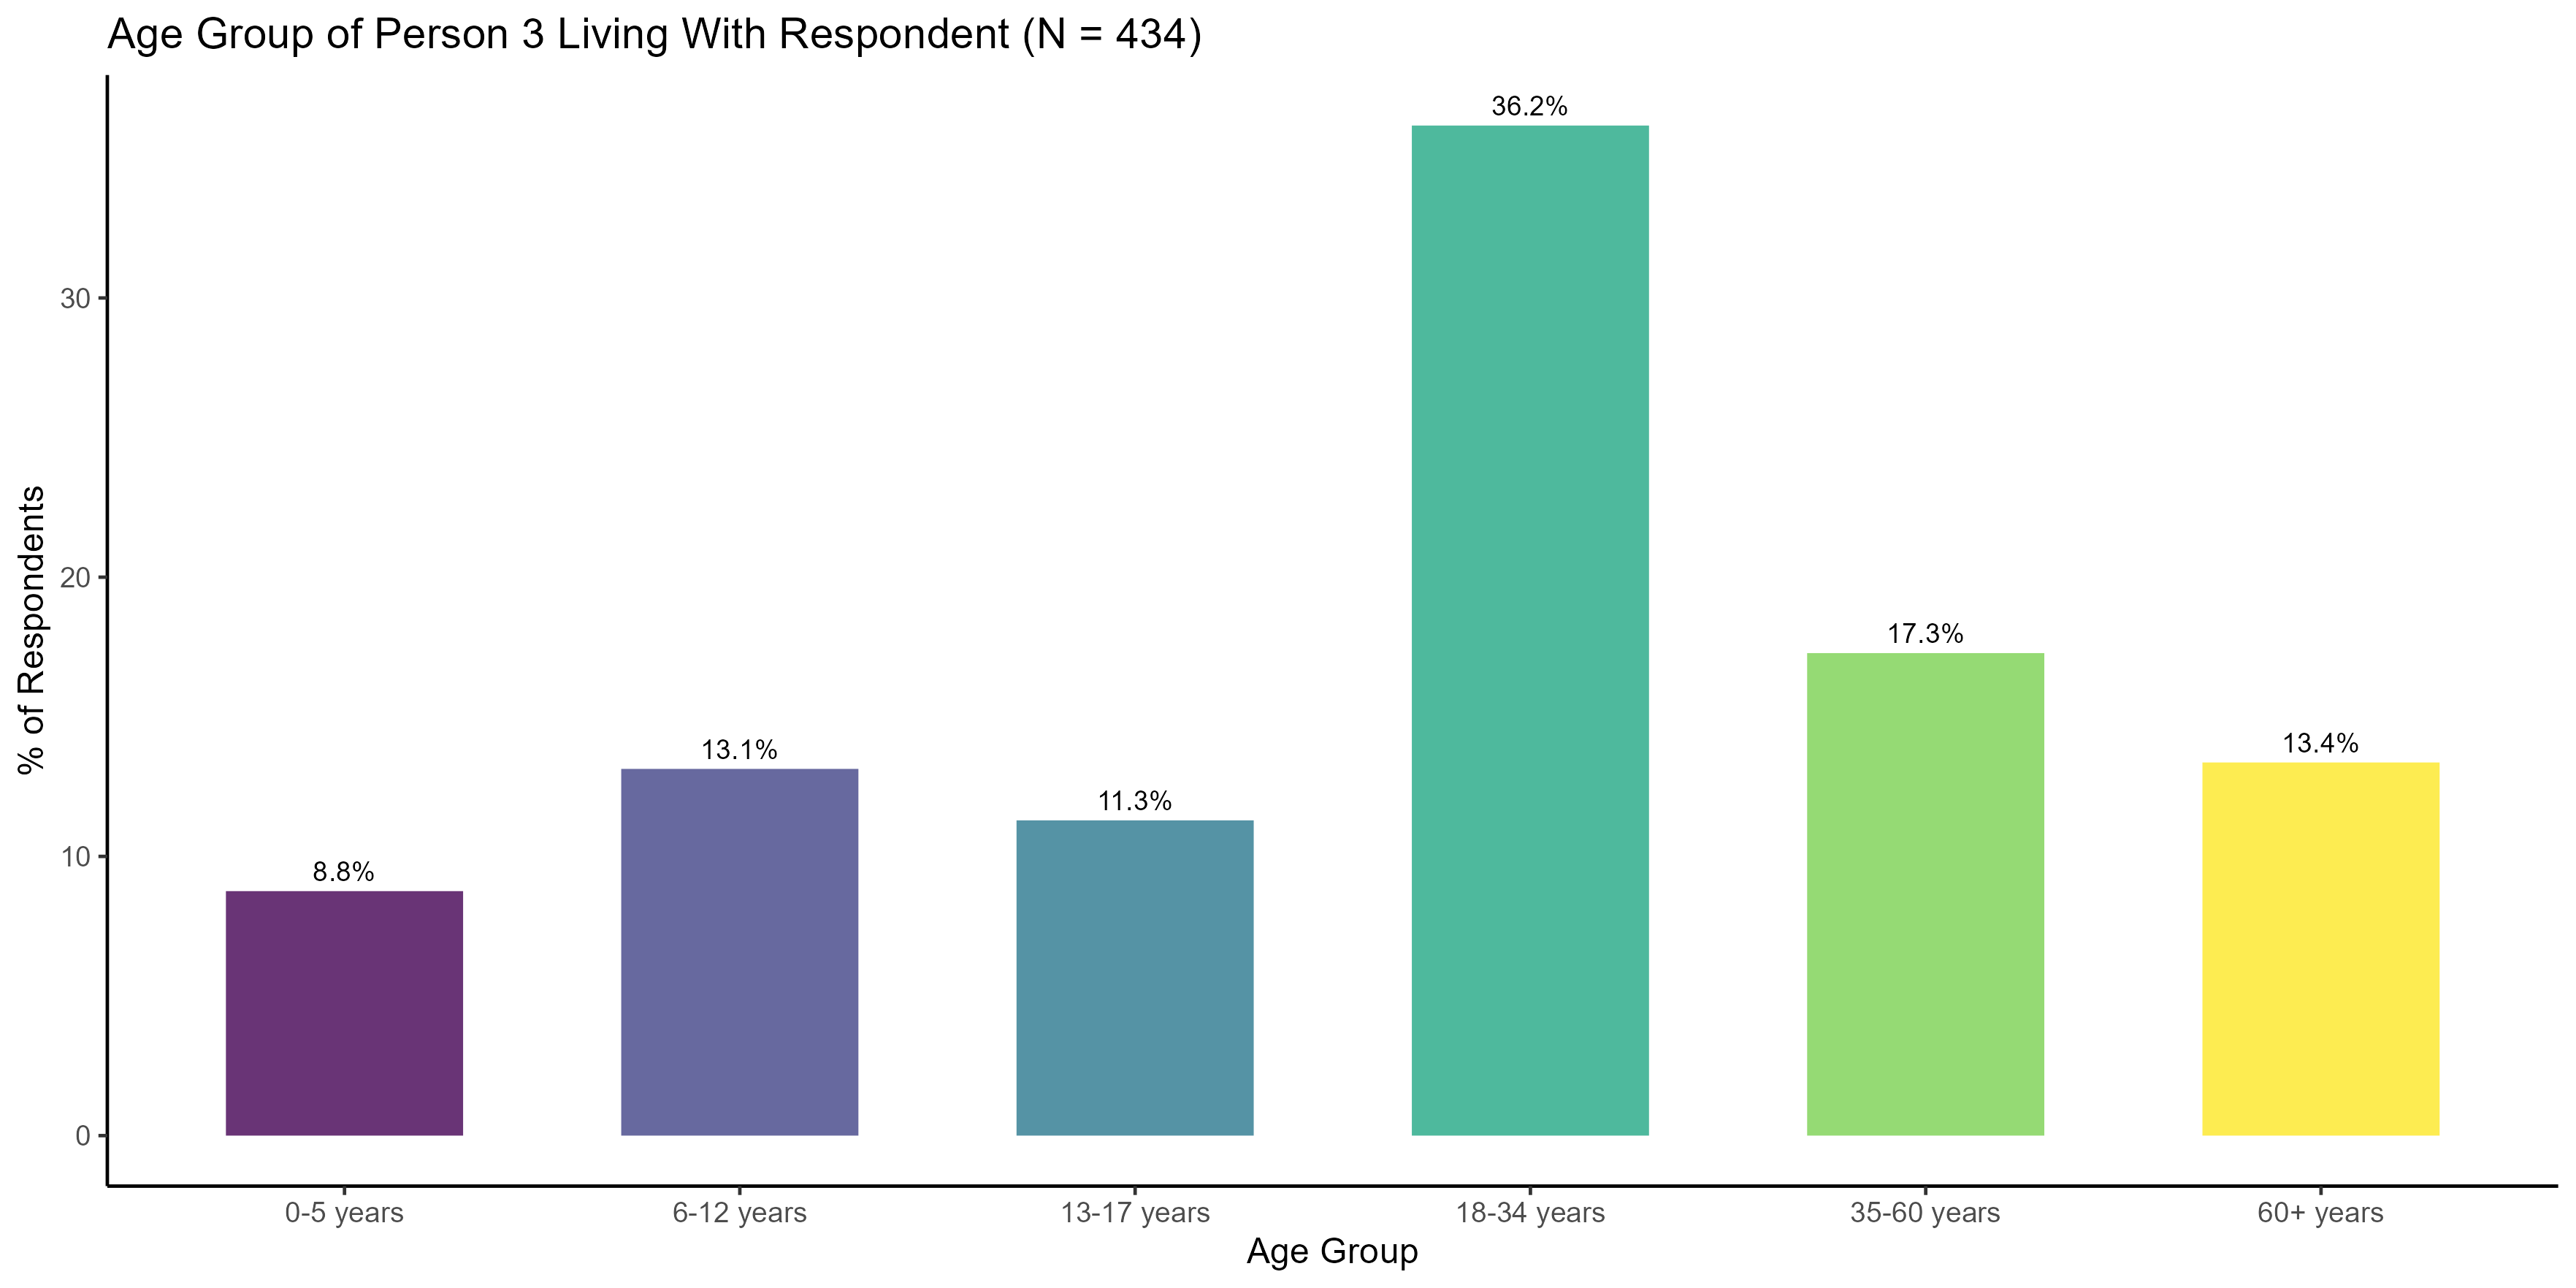 Age Group of Person 3 Living With Respondent (N = 434)
% of Respondents
30
20
10
0
36.2%
17.3%
13.4%
13.1%
11.3%
8.8%
0-5 years
6-12 years
13-17 years
18-34 years
35-60 years
60+ years
Age Group